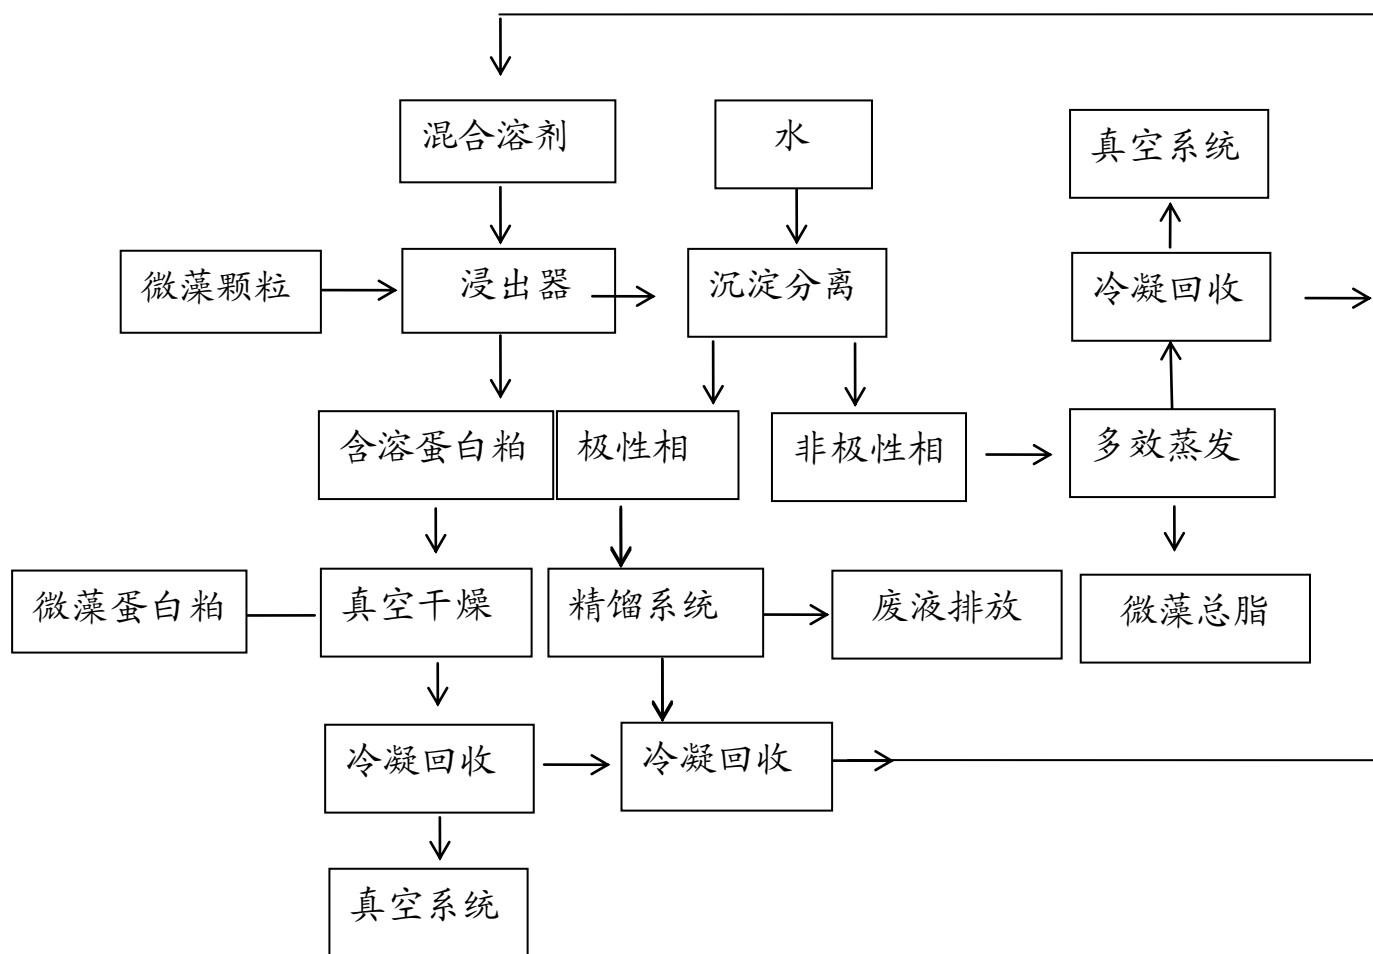 混合溶剂
水
真空系统
微藻颗粒
浸出器
沉淀分离
冷凝回收
含溶蛋白粕
极性相
非极性相
多效蒸发
微藻蛋白粕
真空干燥
精馏系统
废液排放
微藻总脂
冷凝回收
冷凝回收
真空系统